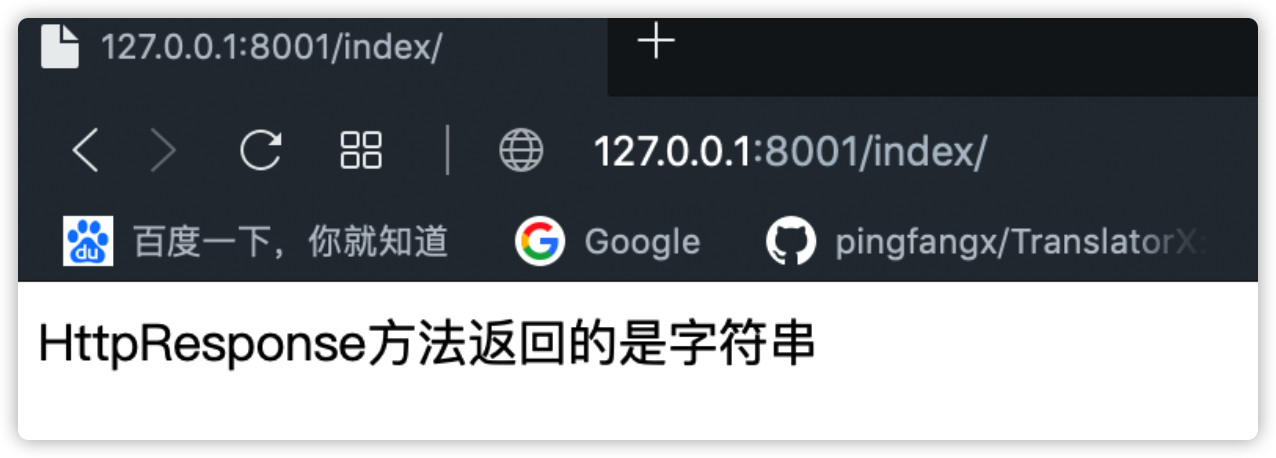 127.0.0.1:8001/index/
127.0.0.1:8001/index/
du 百度一下，你就知道 Google pingfangx/TranslatorX:
HttpResponse方法返回的是字符串